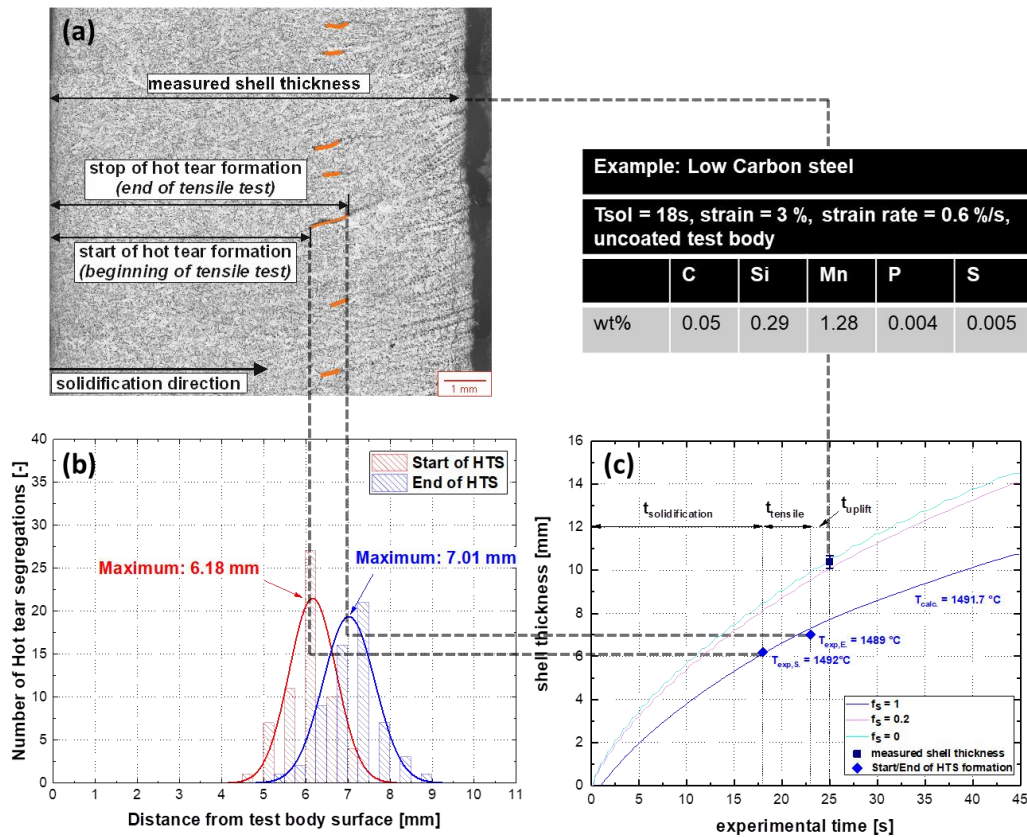 (a)
measured shell thickness
stop of hot tear formation
(end of tensile test)
start of hot tear formation
(beginning of tensile test)
solidification direction
1 mm
Example: Low Carbon steel
Tsol = 18s, strain = 3 %, strain rate = 0.6 %/s,
uncoated test body
C Si Mn P S
wt% 0.05 0.29 1.28 0.004 0.005
(b)
Number of Hot tear segregations [-]
40
35
30
25
20
15
10
5
0
Start of HTS
End of HTS
Maximum: 6.18 mm
Maximum: 7.01 mm
0 1 2 3 4 5 6 7 8 9 10 11
Distance from test body surface [mm]
(c)
shell thickness [mm]
16
14
12
10
8
6
4
2
0
tsolidification
ttensile
tuplift
Tcalc. = 1491.7 °C
Texp,E. = 1489 °C
Texp,S. = 1492°C
fS = 1
fS = 0.2
fS = 0
measured shell thickness
Start/End of HTS formation
0 5 10 15 20 25 30 35 40 45
experimental time [s]